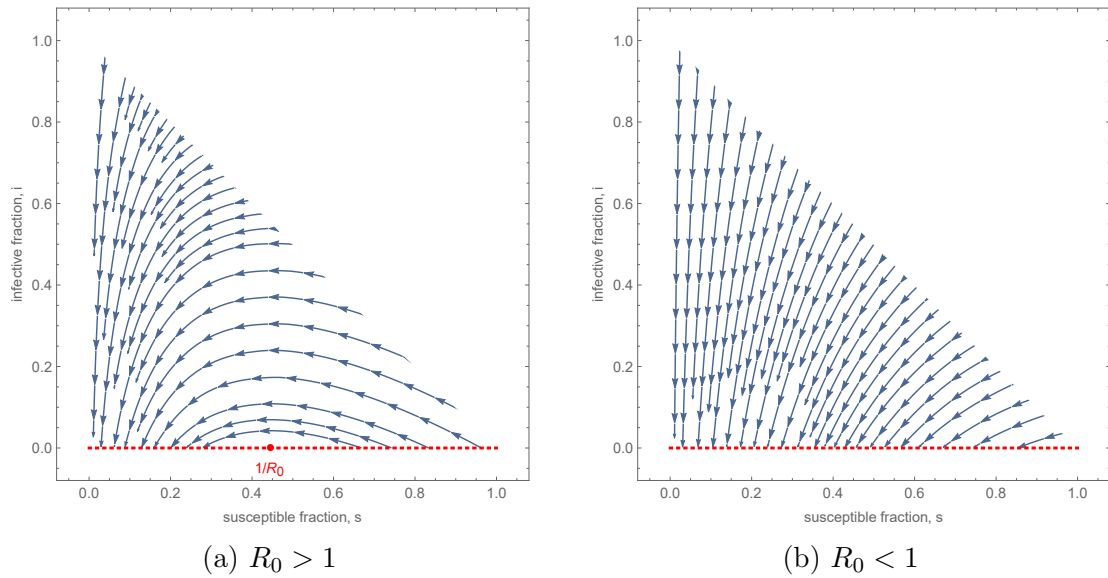 1.0
0.8
0.6
0.4
0.2
0.0
infective fraction, i
1/R₀
0.0 0.2 0.4 0.6 0.8 1.0
susceptible fraction, s
(a) R₀ > 1
1.0
0.8
0.6
0.4
0.2
0.0
infective fraction, i
0.0 0.2 0.4 0.6 0.8 1.0
susceptible fraction, s
(b) R₀ < 1